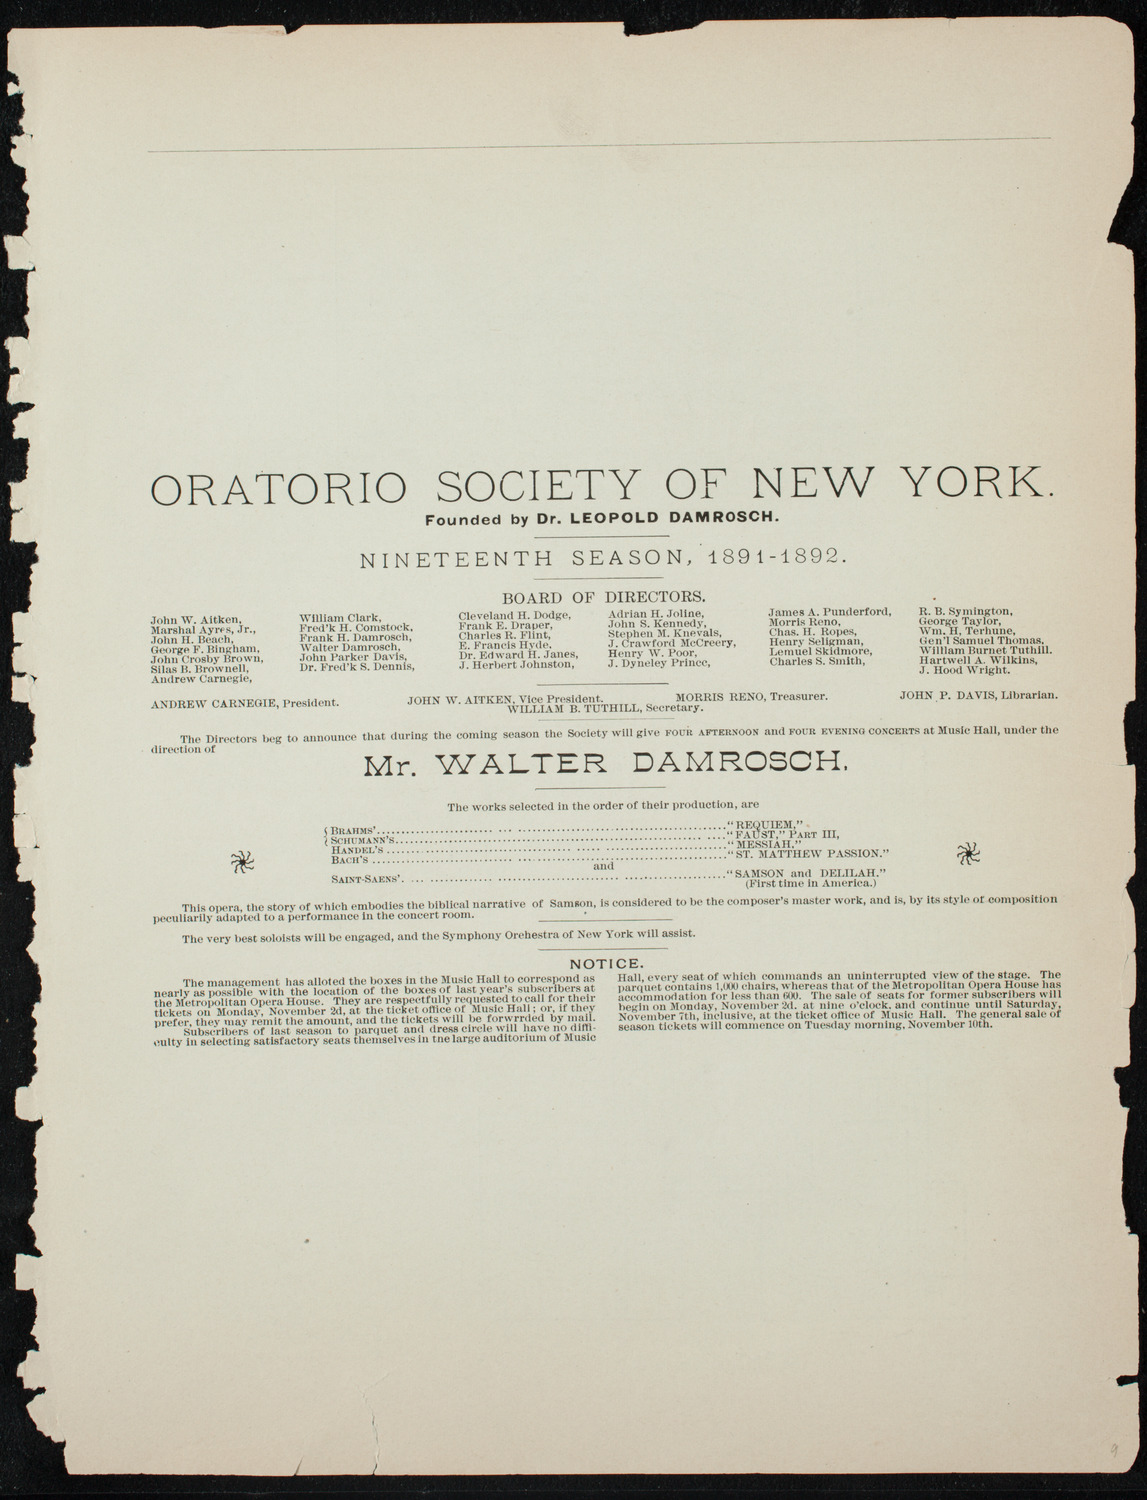 ORATORIO SOCIETY OF NEW YORK.
Founded by Dr. LEOPOLD DAMROSCH.
NINETEENTH SEASON, 1891-1892.
BOARD OF DIRECTORS.
John W. Aitken,
Marshal Ayres, Jr.,
John H. Beach,
George F. Bingham,
John Crosby Brown,
Silas B. Brownell,
Andrew Carnegie,
William Clark,
Fred'k H. Comstock,
Frank H. Damrosch,
Walter Damrosch,
John Parker Davis,
Dr. Fred'k S. Dennis,
Cleveland H. Dodge,
Frank E. Draper,
Charles R. Flint,
E. Francis Hyde,
Dr. Edward H. Janes,
J. Herbert Johnston,
Adrian H. Joline,
John S. Kennedy,
Stephen M. Knevals,
J. Crawford McCreery,
Henry W. Poor,
J. Dyneley Prince,
James A. Punderford,
Morris Reno,
Chas. H. Ropes,
Henry Seligman,
Lemuel Skidmore,
Charles S. Smith,
R. B. Symington,
George Taylor,
Wm. H. Terhune,
Gen'l Samuel Thomas,
William Burnet Tuthill.
Hartwell A. Wilkins,
J. Hood Wright.
ANDREW CARNEGIE, President. JOHN W. AITKEN, Vice President. MORRIS RENO, Treasurer. JOHN P. DAVIS, Librarian.
WILLIAM B. TUTHILL, Secretary.
The Directors beg to announce that during the coming season the Society will give FOUR AFTERNOON and FOUR EVENING CONCERTS at Music Hall, under the
direction of
Mr. WALTER DAMROSCH.
The works selected in the order of their production, are
{ BRAHMS'........"REQUIEM,"
{ SCHUMANN'S........"FAUST," PART III,
HANDEL'S........"MESSIAH,"
BACH'S........"ST. MATTHEW PASSION."
and
SAINT-SAENS'........"SAMSON and DELILAH."
(First time in America.)
This opera, the story of which embodies the biblical narrative of Samson, is considered to be the composer's master work, and is, by its style of composition
peculiarily adapted to a performance in the concert room.
The very best soloists will be engaged, and the Symphony Orchestra of New York will assist.
NOTICE.
The management has alloted the boxes in the Music Hall to correspond as
nearly as possible with the location of the boxes of last year's subscribers at
the Metropolitan Opera House. They are respectfully requested to call for their
tickets on Monday, November 2d, at the ticket office of Music Hall; or, if they
prefer, they may remit the amount, and the tickets will be forwrrded by mail.
Subscribers of last season to parquet and dress circle will have no diffi-
culty in selecting satisfactory seats themselves in tne large auditorium of Music
Hall, every seat of which commands an uninterrupted view of the stage. The
parquet contains 1,000 chairs, whereas that of the Metropolitan Opera House has
accommodation for less than 600. The sale of seats for former subscribers will
begin on Monday, November 2d. at nine o'clock, and continue until Saturday,
November 7th, inclusive, at the ticket office of Music Hall. The general sale of
season tickets will commence on Tuesday morning, November 10th.
9